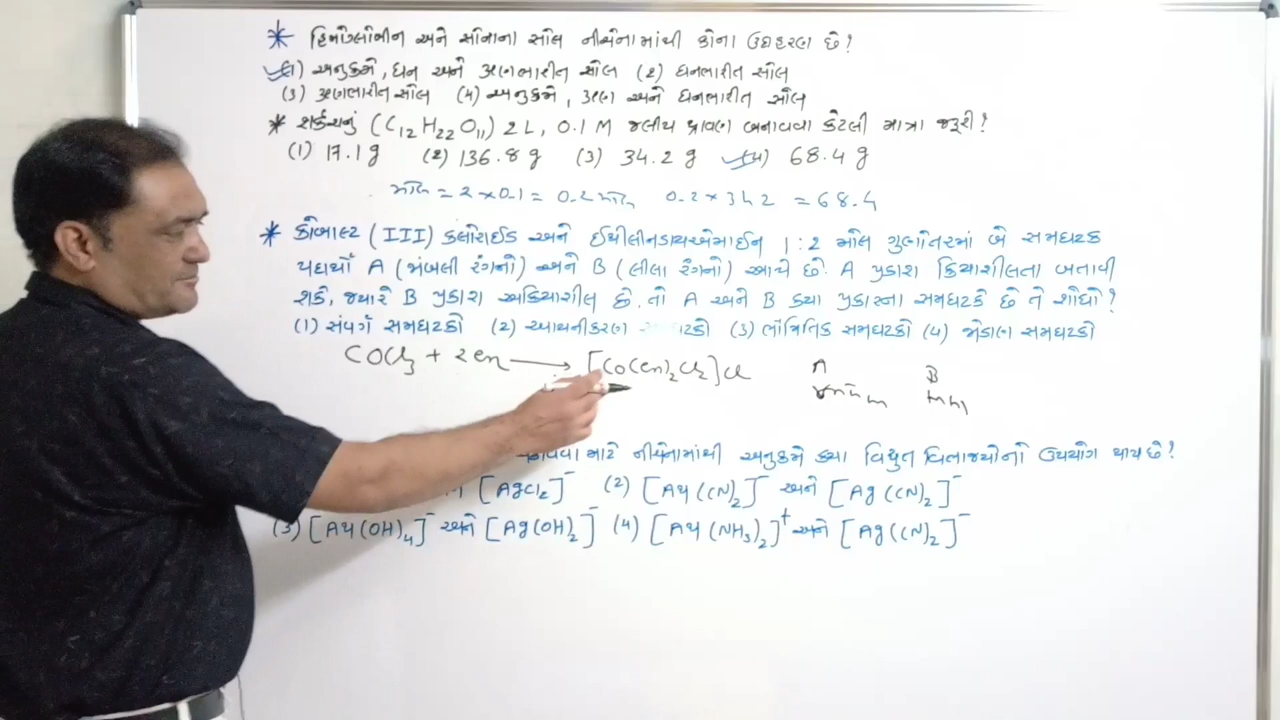 * હિમોગ્લોબીન અને સોનાના સોલ નીચેનામાંથી કોના ઉદાહરણ છે?
(1) અનુક્રમે, ધન અને ઋણભારીત સોલ (2) ધનભારીત સોલ
(3) ઋણભારીત સોલ (4) અનુક્રમે, ઋણ અને ધનભારીત સોલ
* શર્કરાનું (C12H22O11) 2L, 0.1 M જલીય દ્રાવણ બનાવવા કેટલી માત્રા જરૂરી?
(1) 17.1 g (2) 136.8 g (3) 34.2 g (4) 68.4 g
મોલ = 2 × 0.1 = 0.2 મોલ 0.2 × 342 = 68.4
* કોબાલ્ટ (III) ક્લોરાઈડ અને ઈથીલીનડાયએમાઈન 1:2 મોલ ગુણોત્તરમાં બે સમઘટક
પદાર્થો A (જાંબલી રંગનો) અને B (લીલા રંગનો) આપે છે. A પ્રકાશ ક્રિયાશીલતા બતાવી
શકે, જ્યારે B પ્રકાશ અક્રિયાશીલ છે. તો A અને B ક્યા પ્રકારના સમઘટકો છે તે શોધો?
(1) સંવર્ગ સમઘટકો (2) આયનીકરણ ટકો (3) ભૌમિતિક સમઘટકો (4) જોડાણ સમઘટકો
COCl3 + 2en → [CO(en)2Cl2]Cl A B
માટે નીચેનામાંથી અનુક્રમે ક્યા વિદ્યુત વિભાજ્યોનો ઉપયોગ થાય છે?
[AgCl2]⁻ (2) [Au(CN)2]⁻ અને [Ag(CN)2]⁻
(3) [Au(OH)4]⁻ અને [Ag(OH)2]⁻ (4) [Au(NH3)2]⁺ અને [Ag(CN)2]⁻